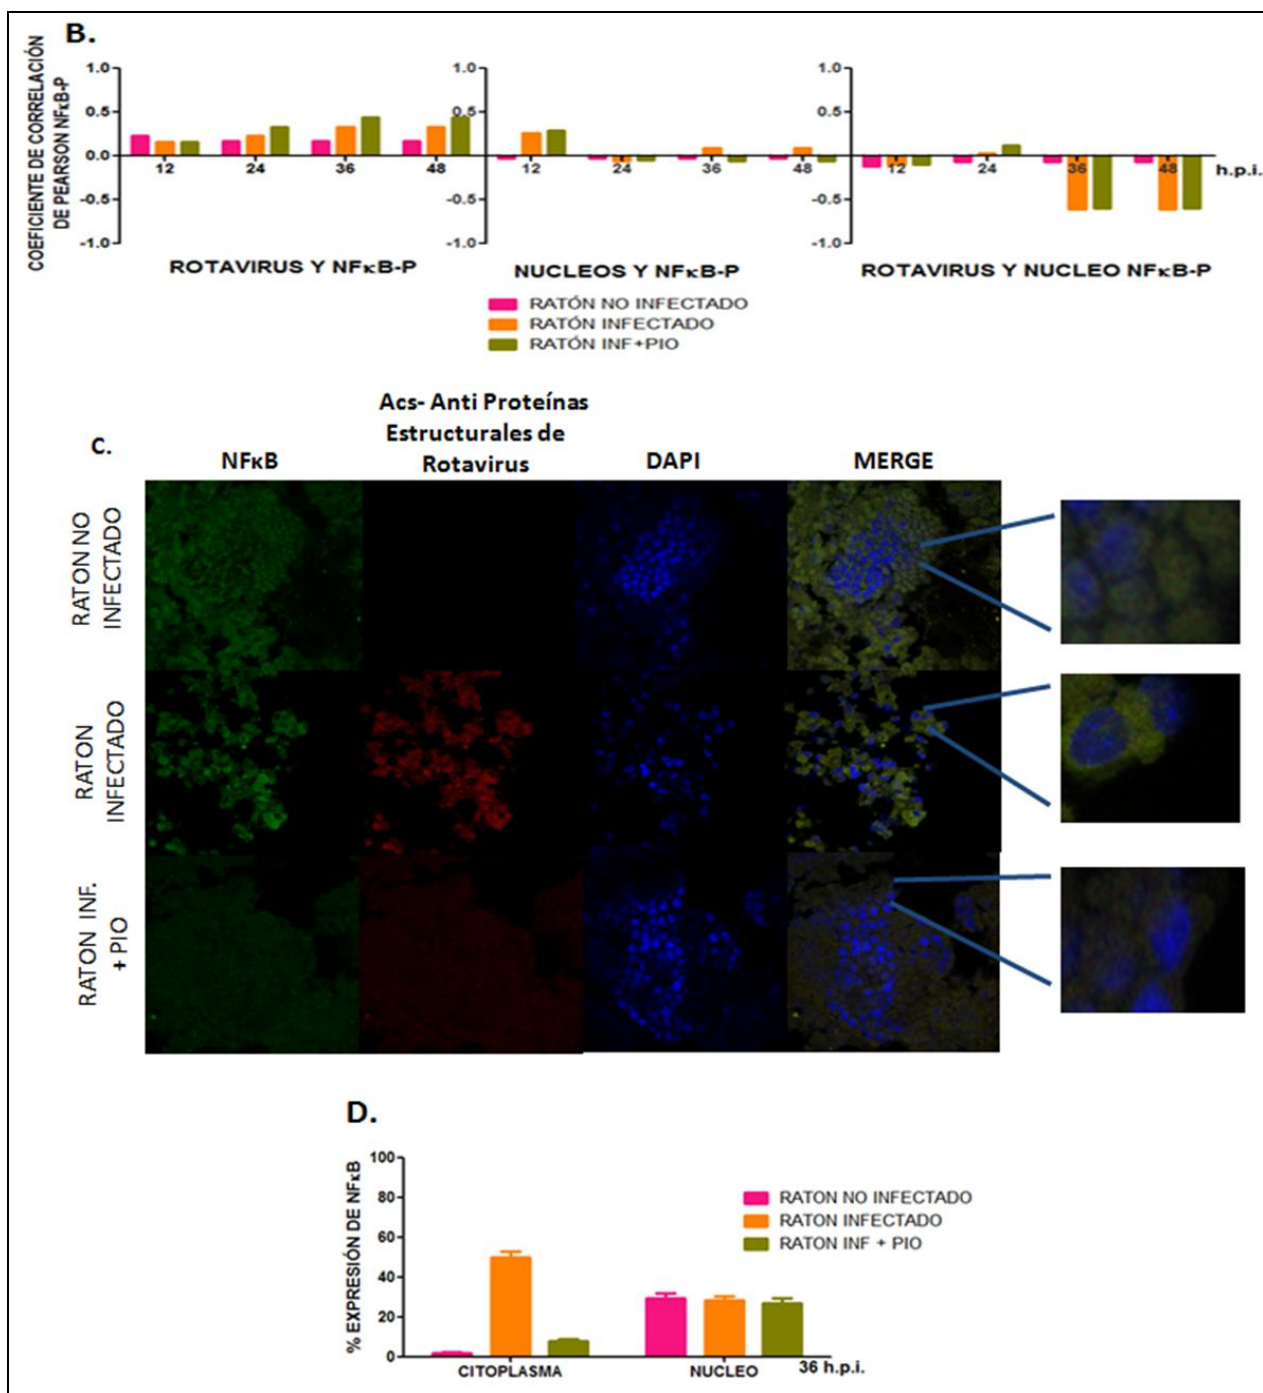 B.
COEFICIENTE DE CORRELACIÓN
DE PEARSON NFκB-P
1.0
0.5
0.0
-0.5
-1.0
12
24
36
48
1.0
0.5
0.0
-0.5
-1.0
12
24
36
48
1.0
0.5
0.0
-0.5
-1.0
12
24
36
48
h.p.i.
ROTAVIRUS Y NFκB-P
NUCLEOS Y NFκB-P
ROTAVIRUS Y NUCLEO NFκB-P
RATÓN NO INFECTADO
RATÓN INFECTADO
RATÓN INF+PIO
C.
NFκB
Acs- Anti Proteínas
Estructurales de
Rotavirus
DAPI
MERGE
RATON NO
INFECTADO
RATON
INFECTADO
RATON INF.
+ PIO
D.
% EXPRESIÓN DE NFκB
100
80
60
40
20
0
CITOPLASMA
NUCLEO
36 h.p.i.
RATON NO INFECTADO
RATON INFECTADO
RATON INF + PIO